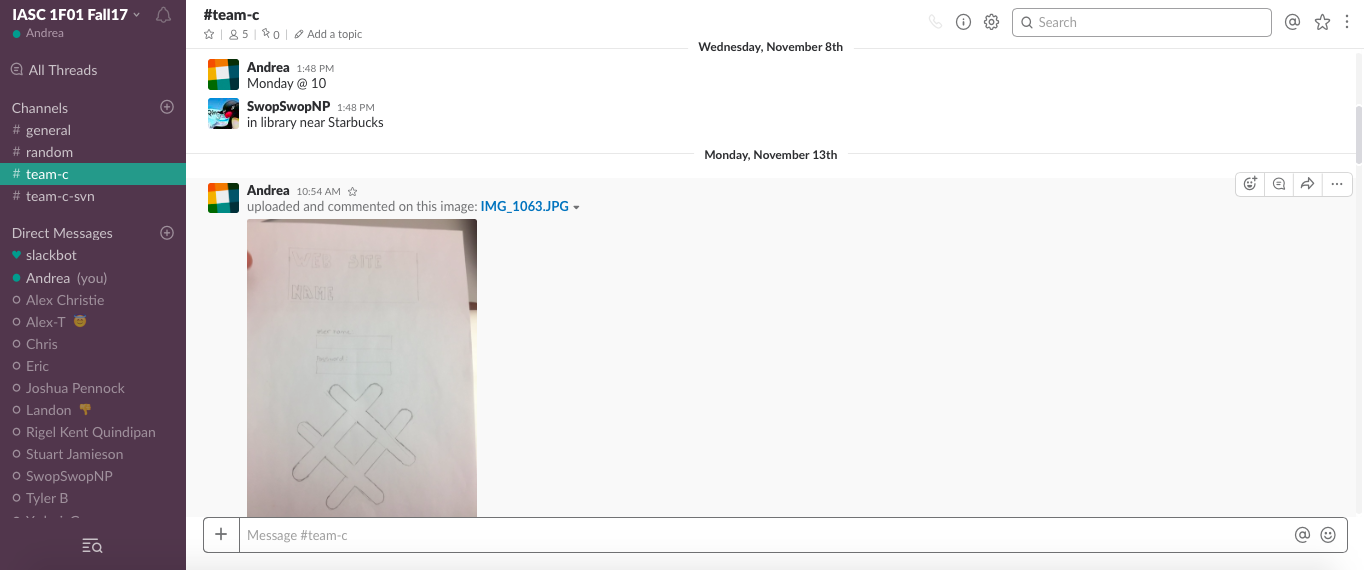 IASC 1F01 Fall17
Andrea
All Threads
Channels
# general
# random
# team-c
# team-c-svn
Direct Messages
slackbot
Andrea (you)
Alex Christie
Alex-T
Chris
Eric
Joshua Pennock
Landon
Rigel Kent Quindipan
Stuart Jamieson
SwopSwopNP
Tyler B
#team-c
5
0
Add a topic
Search
Wednesday, November 8th
Andrea 1:48 PM
Monday @ 10
SwopSwopNP 1:48 PM
in library near Starbucks
Monday, November 13th
Andrea 10:54 AM
uploaded and commented on this image: IMG_1063.JPG
WEB SITE
NAME
Message #team-c